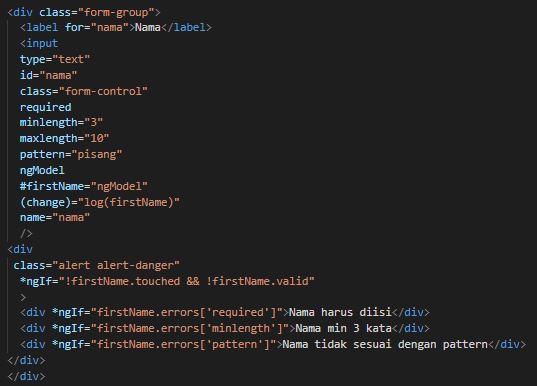 <div class="form-group">
<label for="nama">Nama</label>
<input
type="text"
id="nama"
class="form-control"
required
minlength="3"
maxlength="10"
pattern="pisang"
ngModel
#firstName="ngModel"
(change)="log(firstName)"
name="nama"
/>
<div
class="alert alert-danger"
*ngIf="!firstName.touched && !firstName.valid"
>
<div *ngIf="firstName.errors['required']">Nama harus diisi</div>
<div *ngIf="firstName.errors['minlength']">Nama min 3 kata</div>
<div *ngIf="firstName.errors['pattern']">Nama tidak sesuai dengan pattern</div>
</div>
</div>